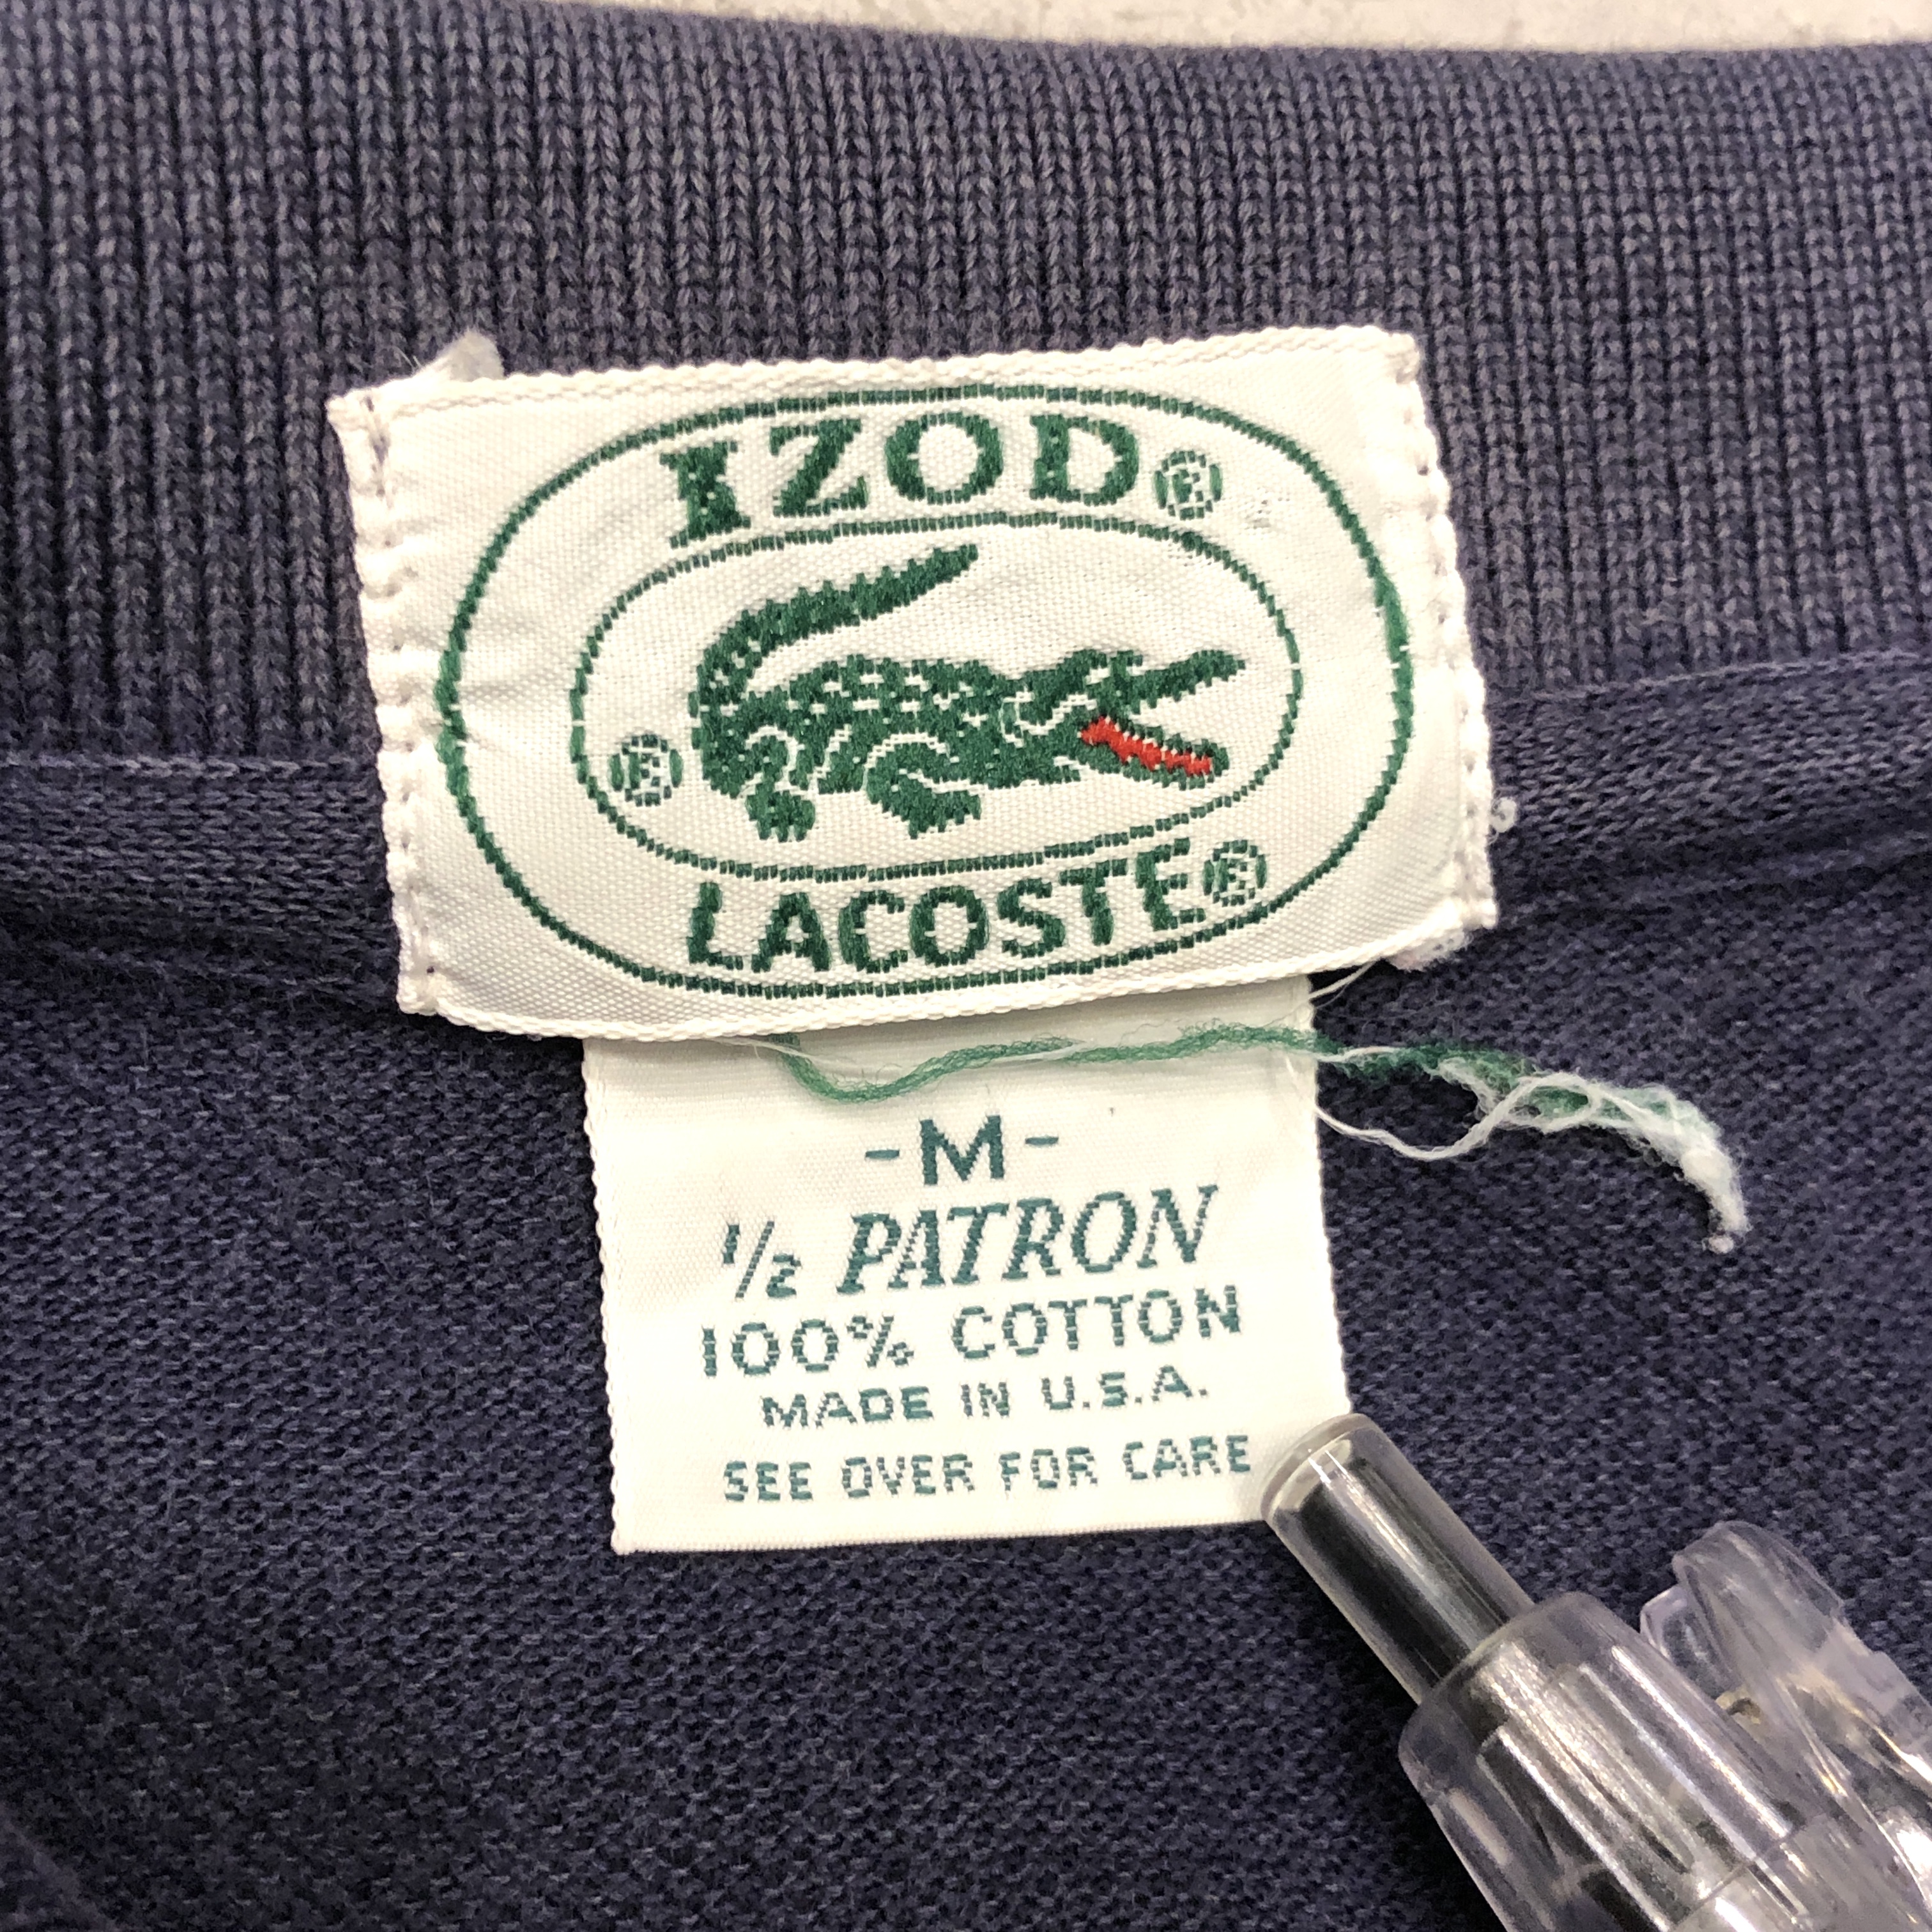 IZOD®
®
LACOSTE®
-M-
1/2 PATRON
100% COTTON
MADE IN U.S.A.
SEE OVER FOR CARE